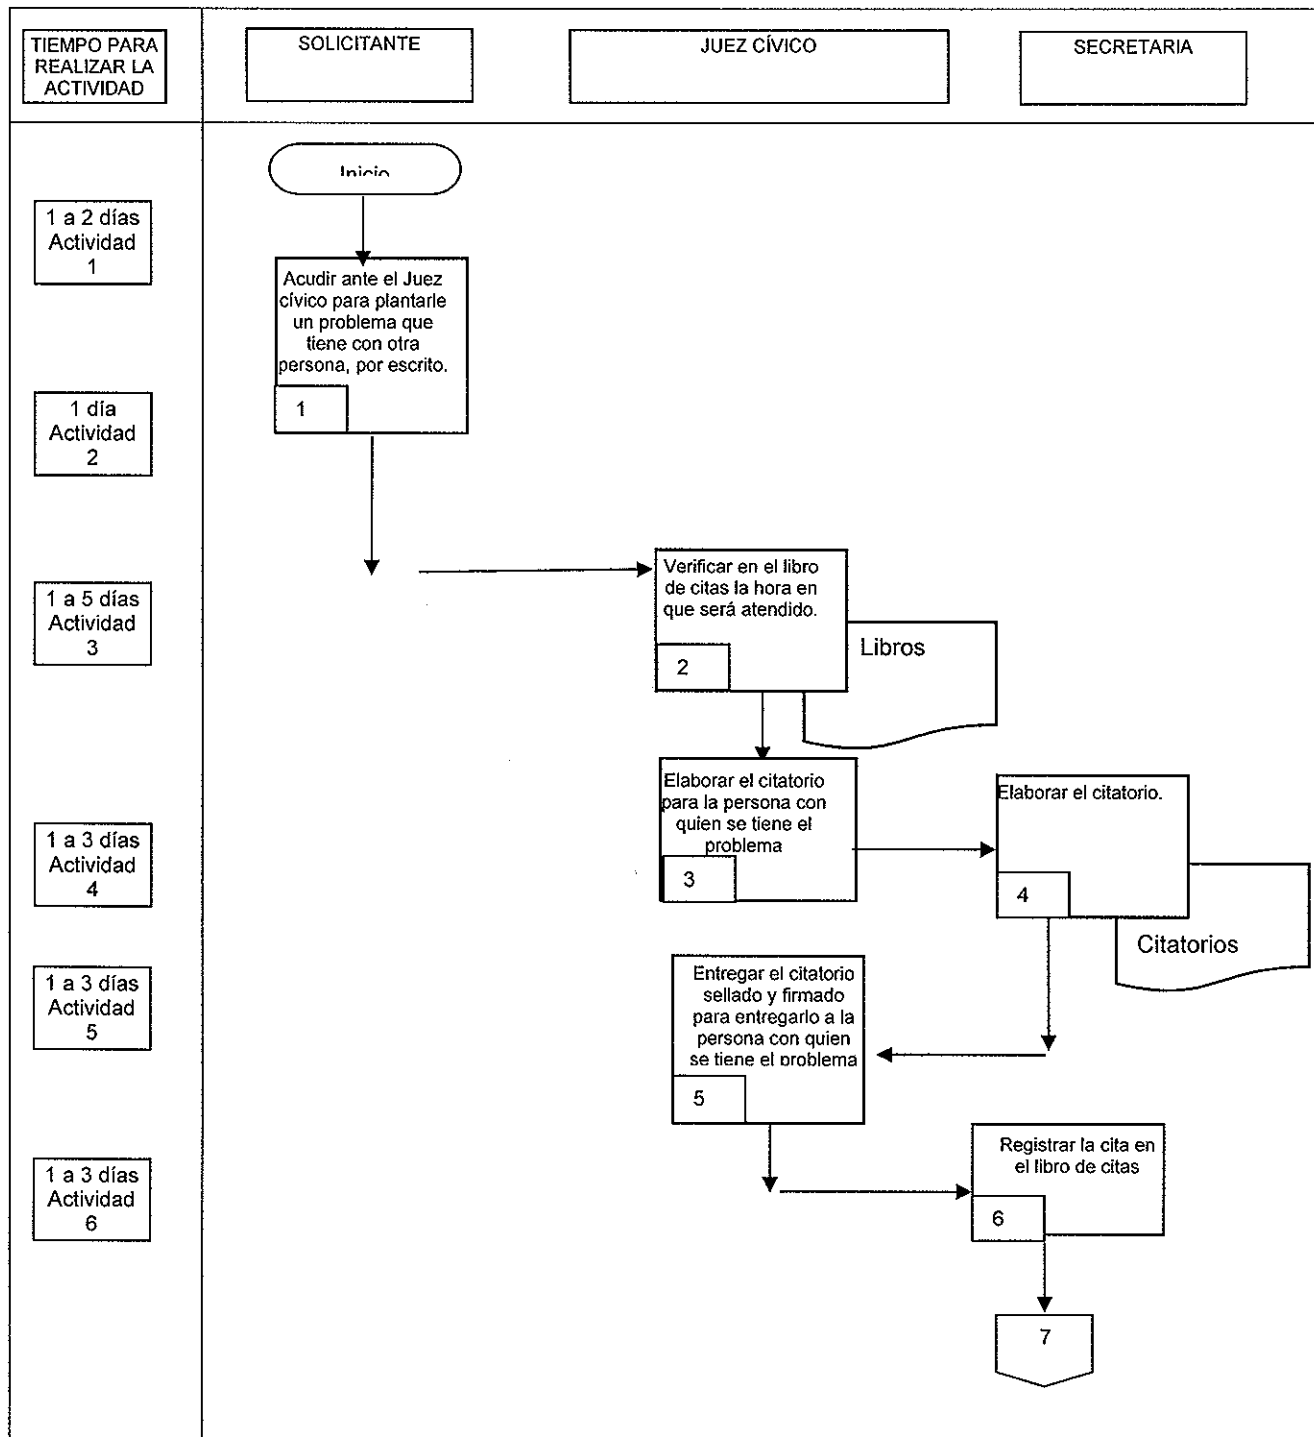 TIEMPO PARA
REALIZAR LA
ACTIVIDAD
SOLICITANTE
JUEZ CÍVICO
SECRETARIA
Inicio
1 a 2 días
Actividad
1
Acudir ante el Juez
cívico para plantarle
un problema que
tiene con otra
persona, por escrito.
1
1 día
Actividad
2
Verificar en el libro
de citas la hora en
que será atendido.
2
Libros
1 a 5 días
Actividad
3
Elaborar el citatorio
para la persona con
quien se tiene el
problema
3
Elaborar el citatorio.
4
Citatorios
1 a 3 días
Actividad
4
Entregar el citatorio
sellado y firmado
para entregarlo a la
persona con quien
se tiene el problema
5
1 a 3 días
Actividad
5
Registrar la cita en
el libro de citas
6
1 a 3 días
Actividad
6
7